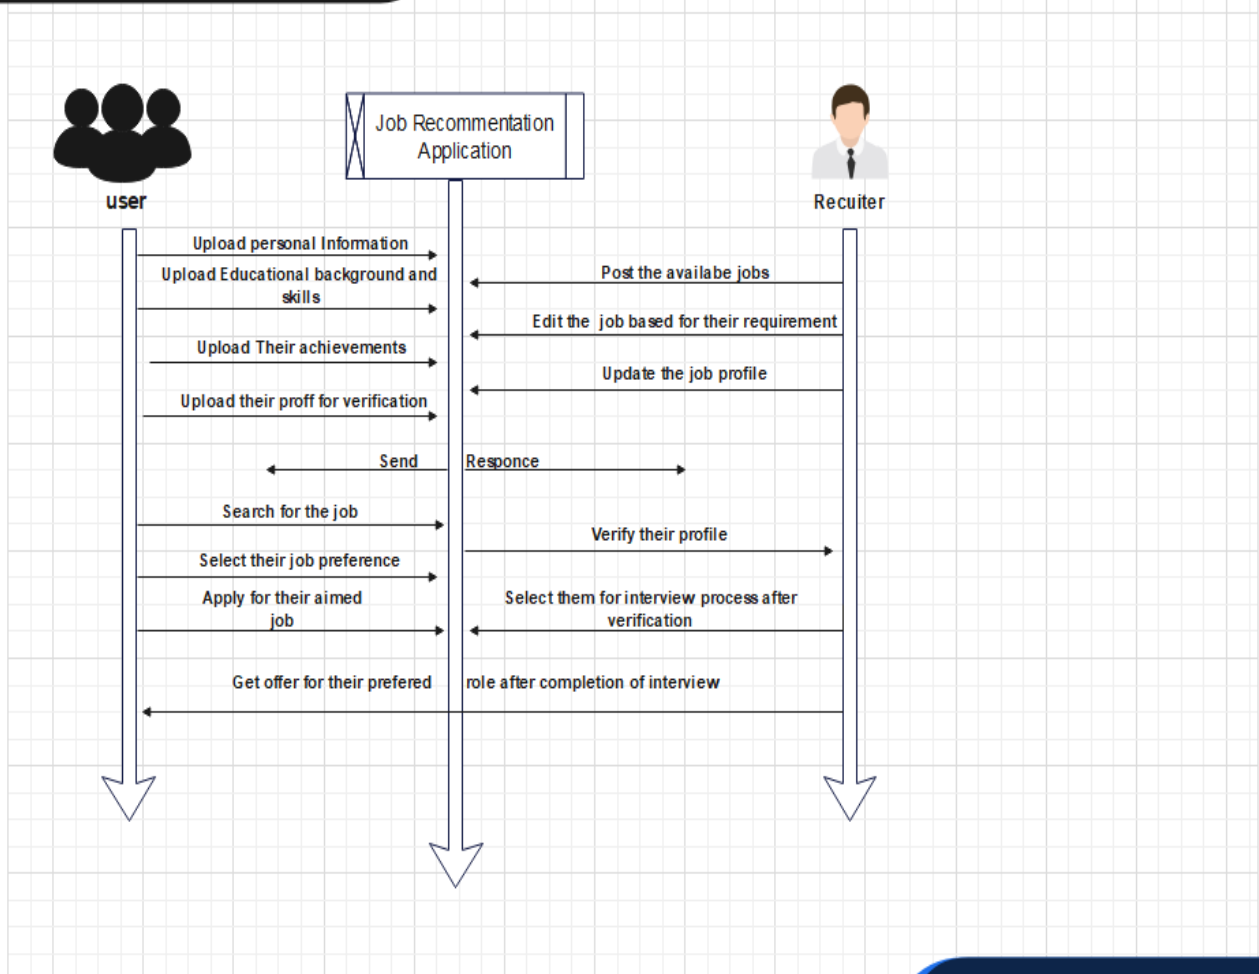 Job Recommentation
Application
user
Recuiter
Upload personal Information
Upload Educational background and
skills
Post the availabe jobs
Edit the job based for their requirement
Upload Their achievements
Update the job profile
Upload their proff for verification
Send Responce
Search for the job
Verify their profile
Select their job preference
Apply for their aimed
job
Select them for interview process after
verification
Get offer for their prefered role after completion of interview